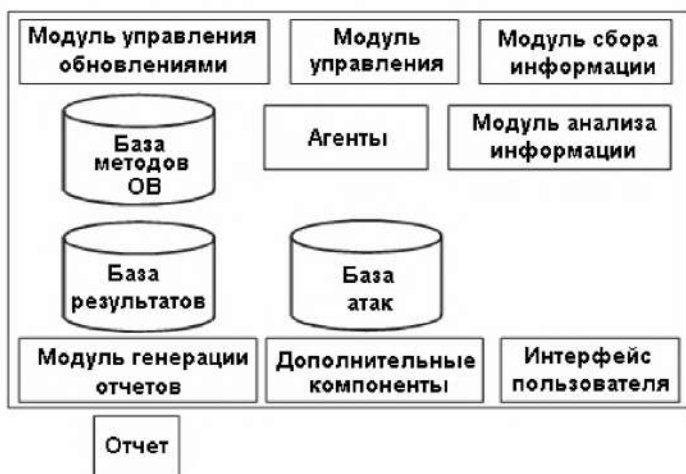 Модуль управления
обновлениями
Модуль
управления
Модуль сбора
информации
База
методов
ОВ
Агенты
Модуль анализа
информации
База
результатов
База
атак
Модуль генерации
отчетов
Дополнительные
компоненты
Интерфейс
пользователя
Отчет